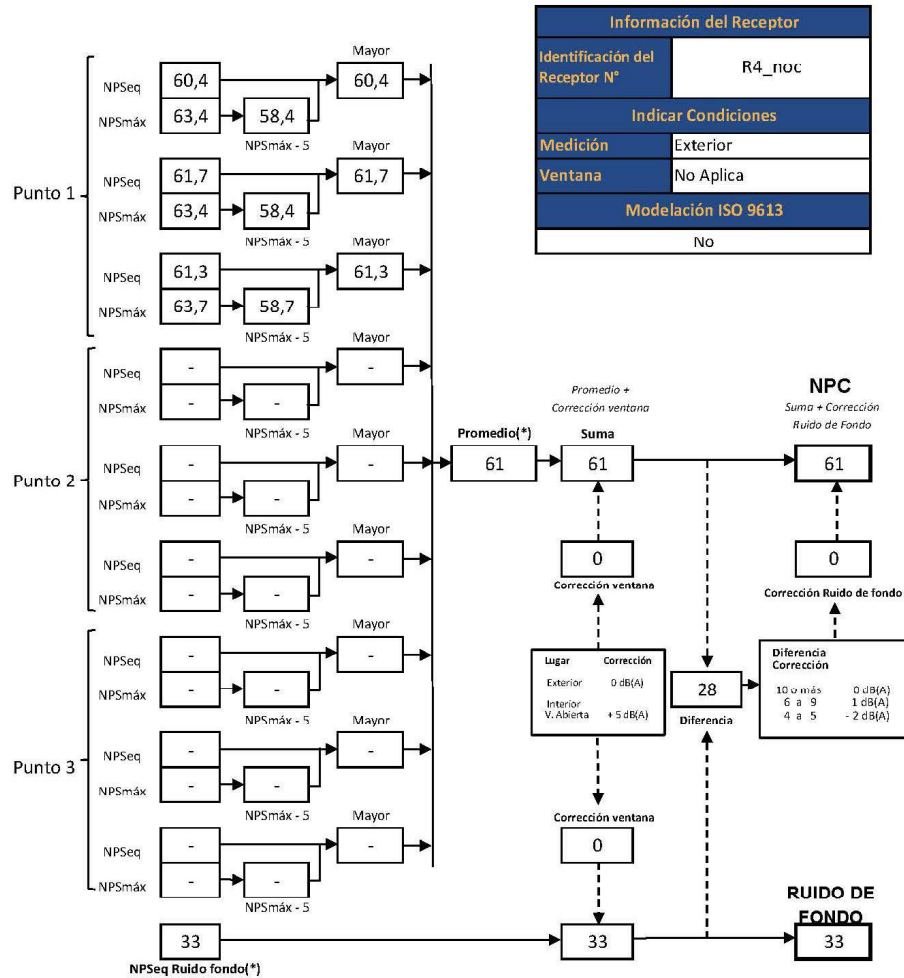 Información del Receptor
Identificación del
Receptor N°
R4_noc
Indicar Condiciones
Medición
Exterior
Ventana
No Aplica
Modelación ISO 9613
No
Punto 1
Mayor
NPSeq
60,4
60,4
NPSmáx
63,4
58,4
NPSmáx - 5
Mayor
NPSeq
61,7
61,7
NPSmáx
63,4
58,4
NPSmáx - 5
Mayor
NPSeq
61,3
61,3
NPSmáx
63,7
58,7
NPSmáx - 5
Punto 2
Mayor
NPSeq
-
-
NPSmáx
-
-
NPSmáx - 5
Mayor
NPSeq
-
-
NPSmáx
-
-
NPSmáx - 5
Mayor
NPSeq
-
-
NPSmáx
-
-
NPSmáx - 5
Punto 3
Mayor
NPSeq
-
-
NPSmáx
-
-
NPSmáx - 5
Mayor
NPSeq
-
-
NPSmáx
-
-
NPSmáx - 5
Mayor
NPSeq
-
-
NPSmáx
-
-
NPSmáx - 5
Promedio(*)
61
Promedio +
Corrección ventana
Suma
61
0
Corrección ventana
Lugar Corrección
Exterior 0 dB(A)
Interior
V. Abierta + 5 dB(A)
Corrección ventana
0
NPC
Suma + Corrección
Ruido de Fondo
61
0
Corrección Ruido de fondo
28
Diferencia
Diferencia
Corrección
10 o más 0 dB(A)
6 a 9 1 dB(A)
4 a 5 - 2 dB(A)
33
NPSeq Ruido fondo(*)
33
RUIDO DE
FONDO
33